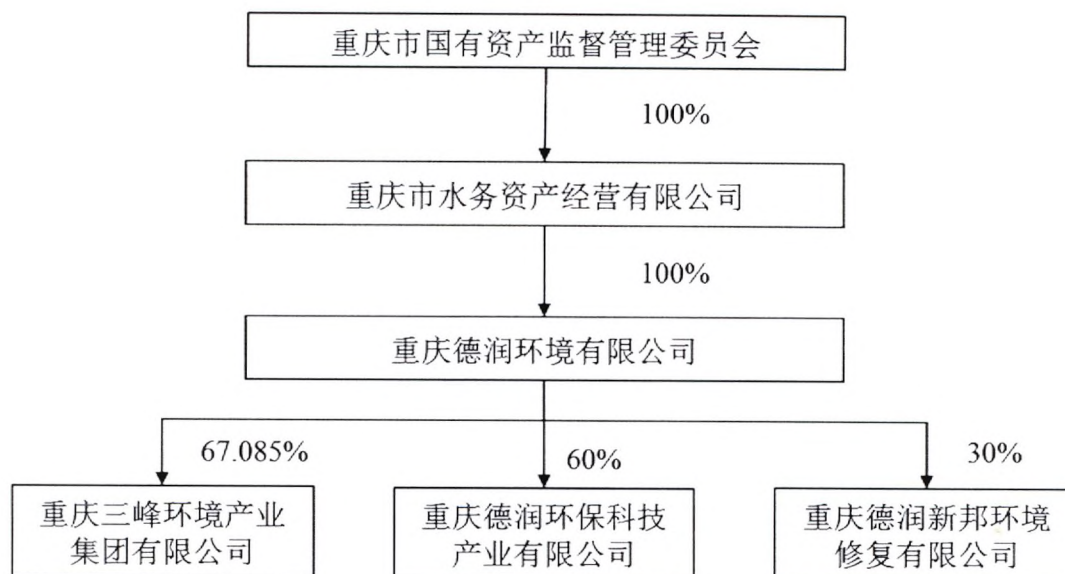 重庆市国有资产监督管理委员会
100%
重庆市水务资产经营有限公司
100%
重庆德润环境有限公司
67.085%
60%
30%
重庆三峰环境产业
集团有限公司
重庆德润环保科技
产业有限公司
重庆德润新邦环境
修复有限公司